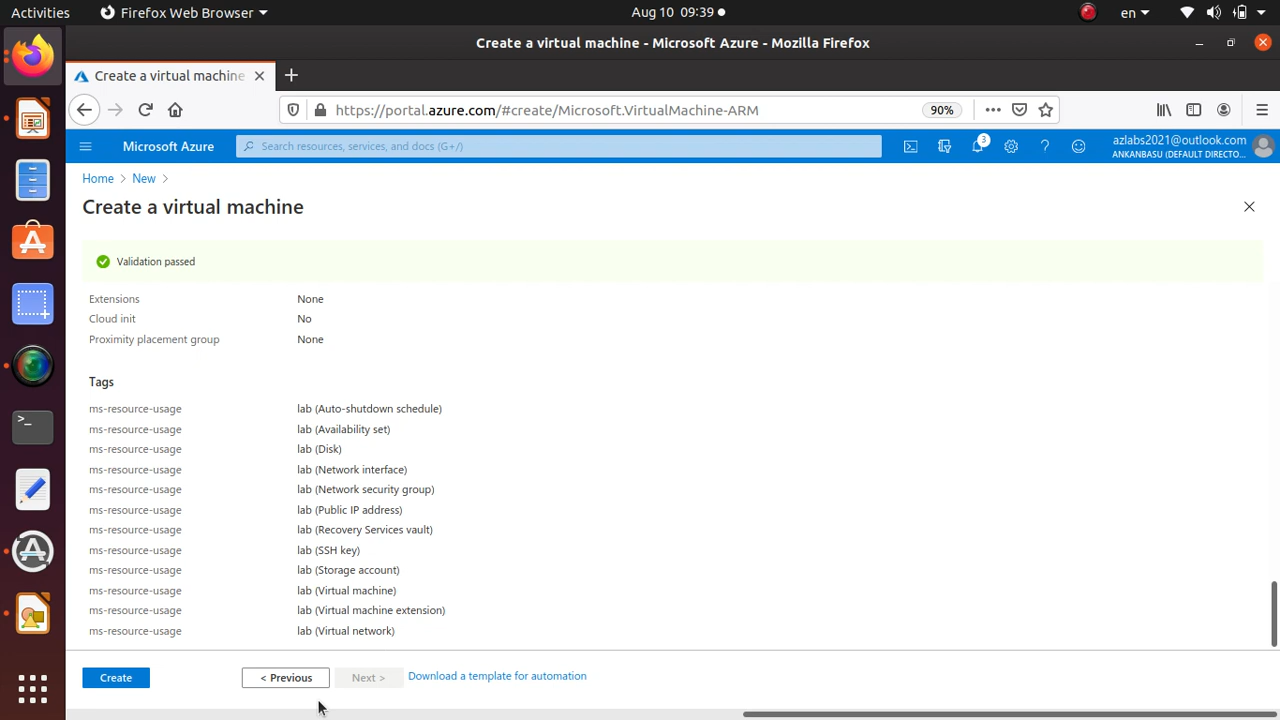 Activities
Firefox Web Browser
Aug 10 09:39
en
Create a virtual machine - Microsoft Azure - Mozilla Firefox
Create a virtual machine
https://portal.azure.com/#create/Microsoft.VirtualMachine-ARM
90%
Microsoft Azure
Search resources, services, and docs (G+/)
3
azlabs2021@outlook.com
ANKANBASU (DEFAULT DIRECTO...
Home > New >
Create a virtual machine
Validation passed
Extensions None
Cloud init No
Proximity placement group None
Tags
ms-resource-usage lab (Auto-shutdown schedule)
ms-resource-usage lab (Availability set)
ms-resource-usage lab (Disk)
ms-resource-usage lab (Network interface)
ms-resource-usage lab (Network security group)
ms-resource-usage lab (Public IP address)
ms-resource-usage lab (Recovery Services vault)
ms-resource-usage lab (SSH key)
ms-resource-usage lab (Storage account)
ms-resource-usage lab (Virtual machine)
ms-resource-usage lab (Virtual machine extension)
ms-resource-usage lab (Virtual network)
Create
< Previous
Next >
Download a template for automation